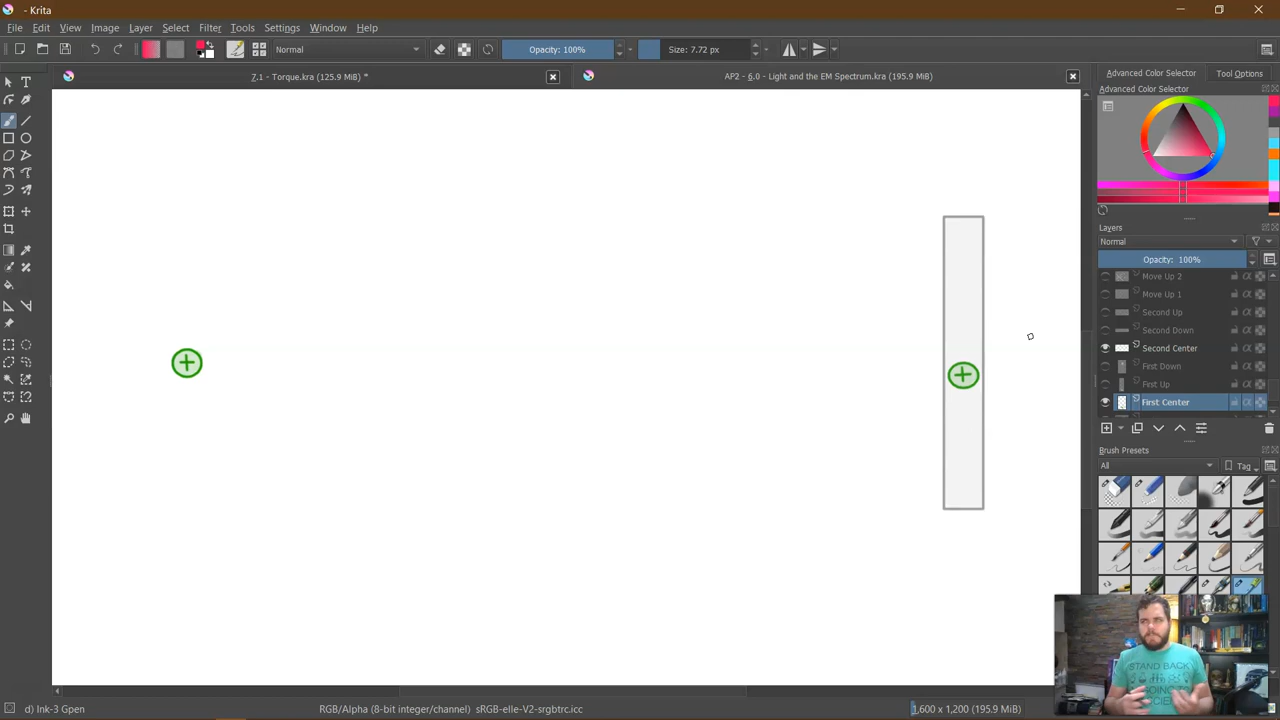 - Krita
File Edit View Image Layer Select Filter Tools Settings Window Help
Normal Opacity: 100% Size: 7.72 px
7.1 - Torque.kra (125.9 MiB) *
AP2 - 6.0 - Light and the EM Spectrum.kra (195.9 MiB)
Advanced Color Selector Tool Options
Advanced Color Selector
Layers
Normal
Opacity: 100%
Move Up 2
Move Up 1
Second Up
Second Down
Second Center
First Down
First Up
First Center
Brush Presets
All Tag
STAND BACK
GOING TO
d) Ink-3 Gpen
RGB/Alpha (8-bit integer/channel) sRGB-elle-V2-srgbtrc.icc
1,600 x 1,200 (195.9 MiB)